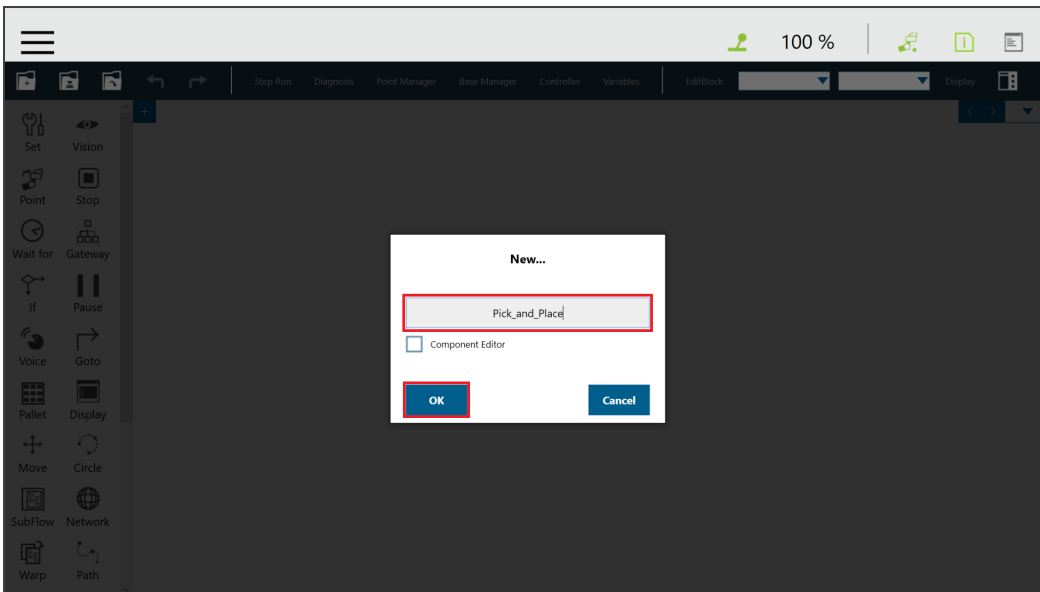 100 %
Step Run Diagnosis Point Manager Base Manager Controller Variables EditBlock Display
Set Vision
Point Stop
Wait for Gateway
If Pause
Voice Goto
Pallet Display
Move Circle
SubFlow Network
Warp Path
New...
Pick_and_Place
Component Editor
OK Cancel